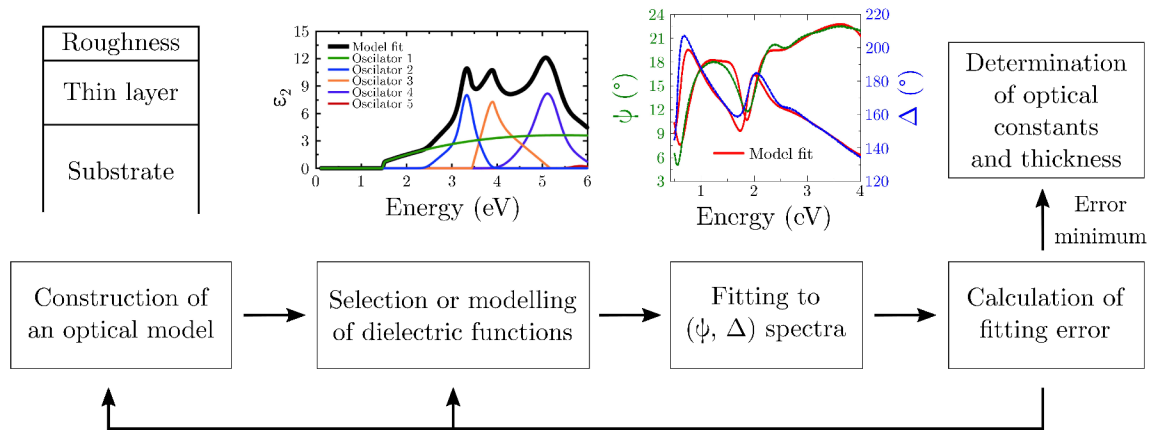 Roughness
Thin layer
Substrate
15
12
9
6
3
0
ε2
Model fit
Oscilator 1
Oscilator 2
Oscilator 3
Oscilator 4
Oscilator 5
0 1 2 3 4 5 6
Energy (eV)
24
21
18
15
12
9
6
3
ψ (°)
Model fit
220
200
180
160
140
120
Δ (°)
1 2 3 4
Energy (eV)
Determination
of optical
constants
and thickness
Error
minimum
Construction of
an optical model
Selection or modelling
of dielectric functions
Fitting to
(ψ, Δ) spectra
Calculation of
fitting error